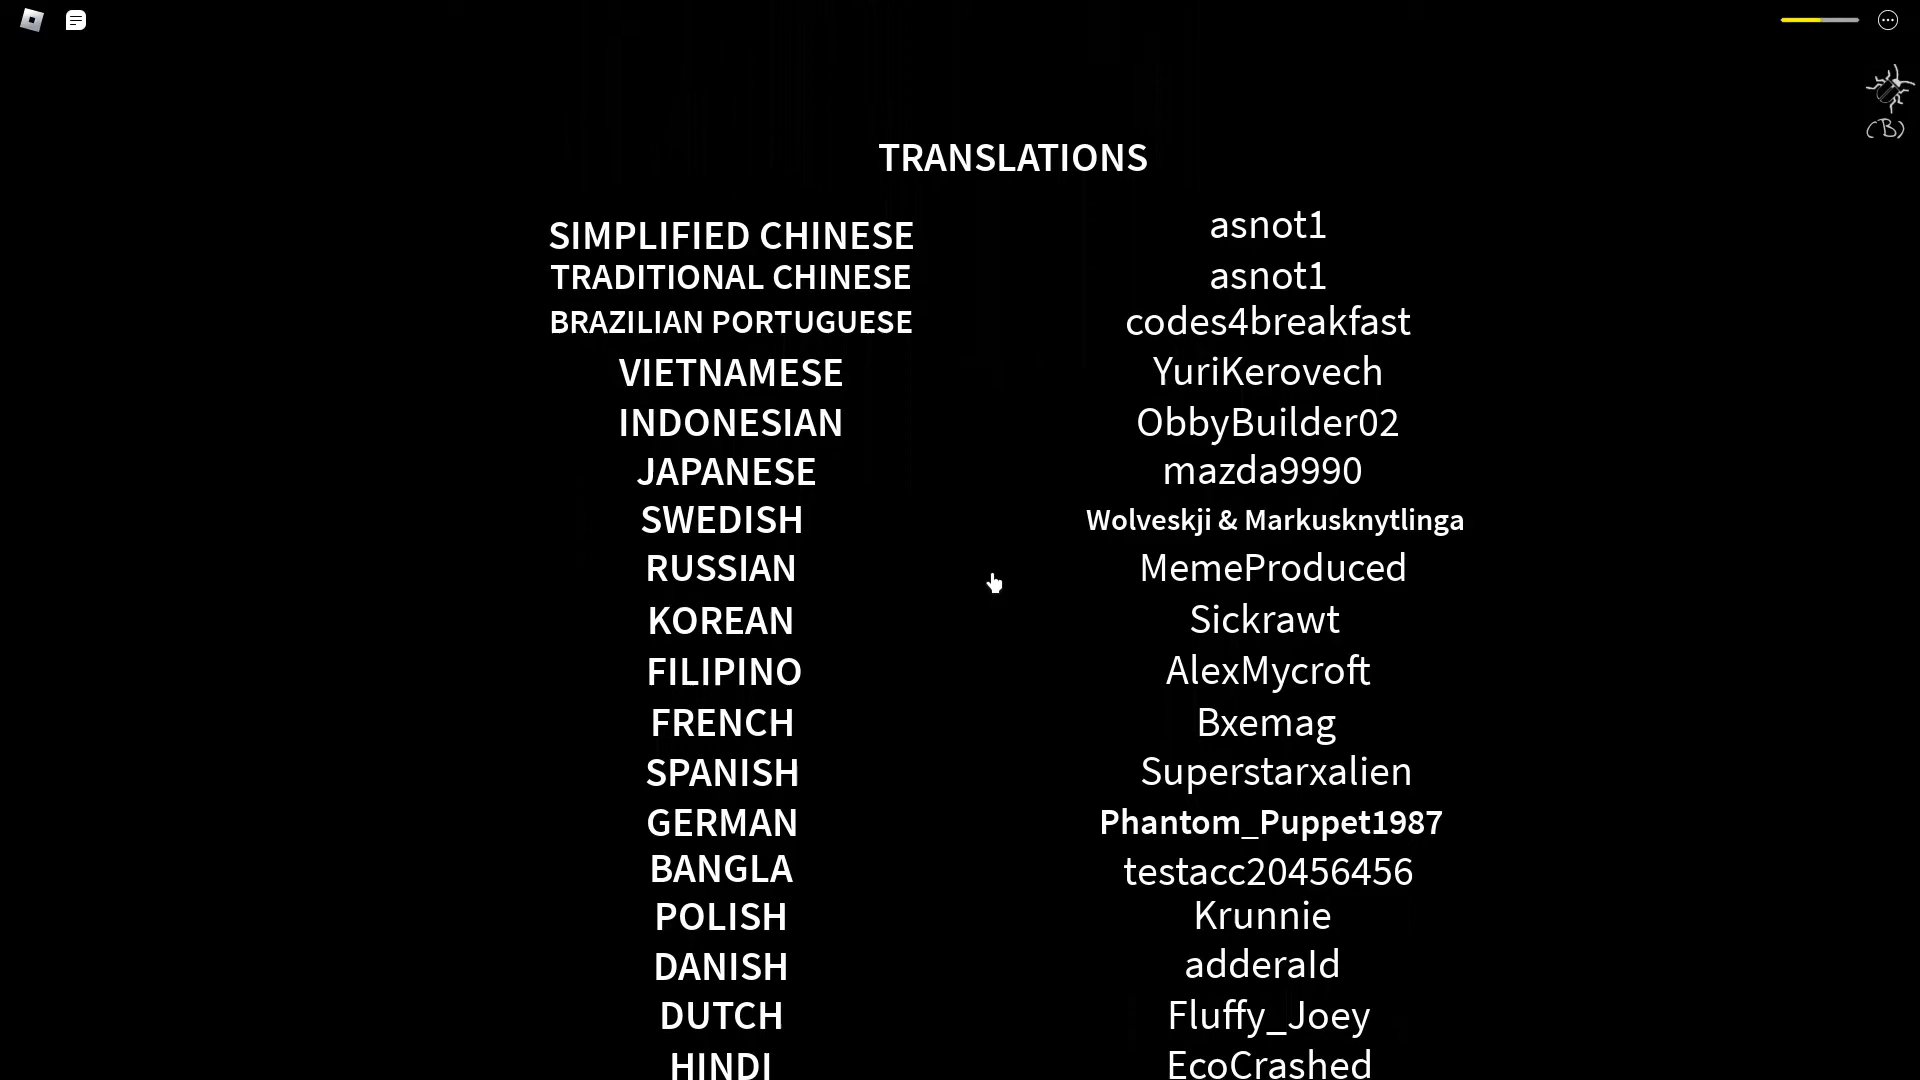 (B)
TRANSLATIONS
SIMPLIFIED CHINESE asnot1
TRADITIONAL CHINESE asnot1
BRAZILIAN PORTUGUESE codes4breakfast
VIETNAMESE YuriKerovech
INDONESIAN ObbyBuilder02
JAPANESE mazda9990
SWEDISH Wolveskji & Markusknytlinga
RUSSIAN MemeProduced
KOREAN Sickrawt
FILIPINO AlexMycroft
FRENCH Bxemag
SPANISH Superstarxalien
GERMAN Phantom_Puppet1987
BANGLA testacc20456456
POLISH Krunnie
DANISH adderaId
DUTCH Fluffy_Joey
HINDI EcoCrashed